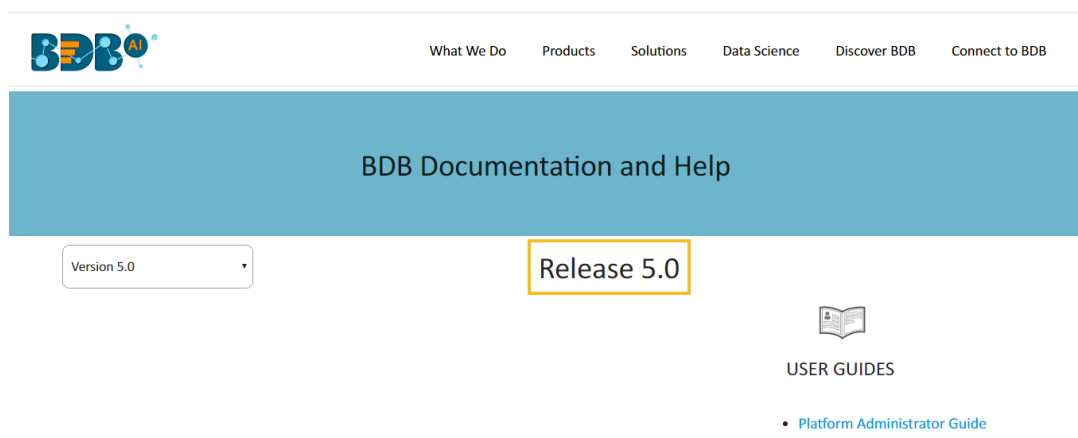 BDB AI
What We Do Products Solutions Data Science Discover BDB Connect to BDB
BDB Documentation and Help
Version 5.0
Release 5.0
USER GUIDES
• Platform Administrator Guide